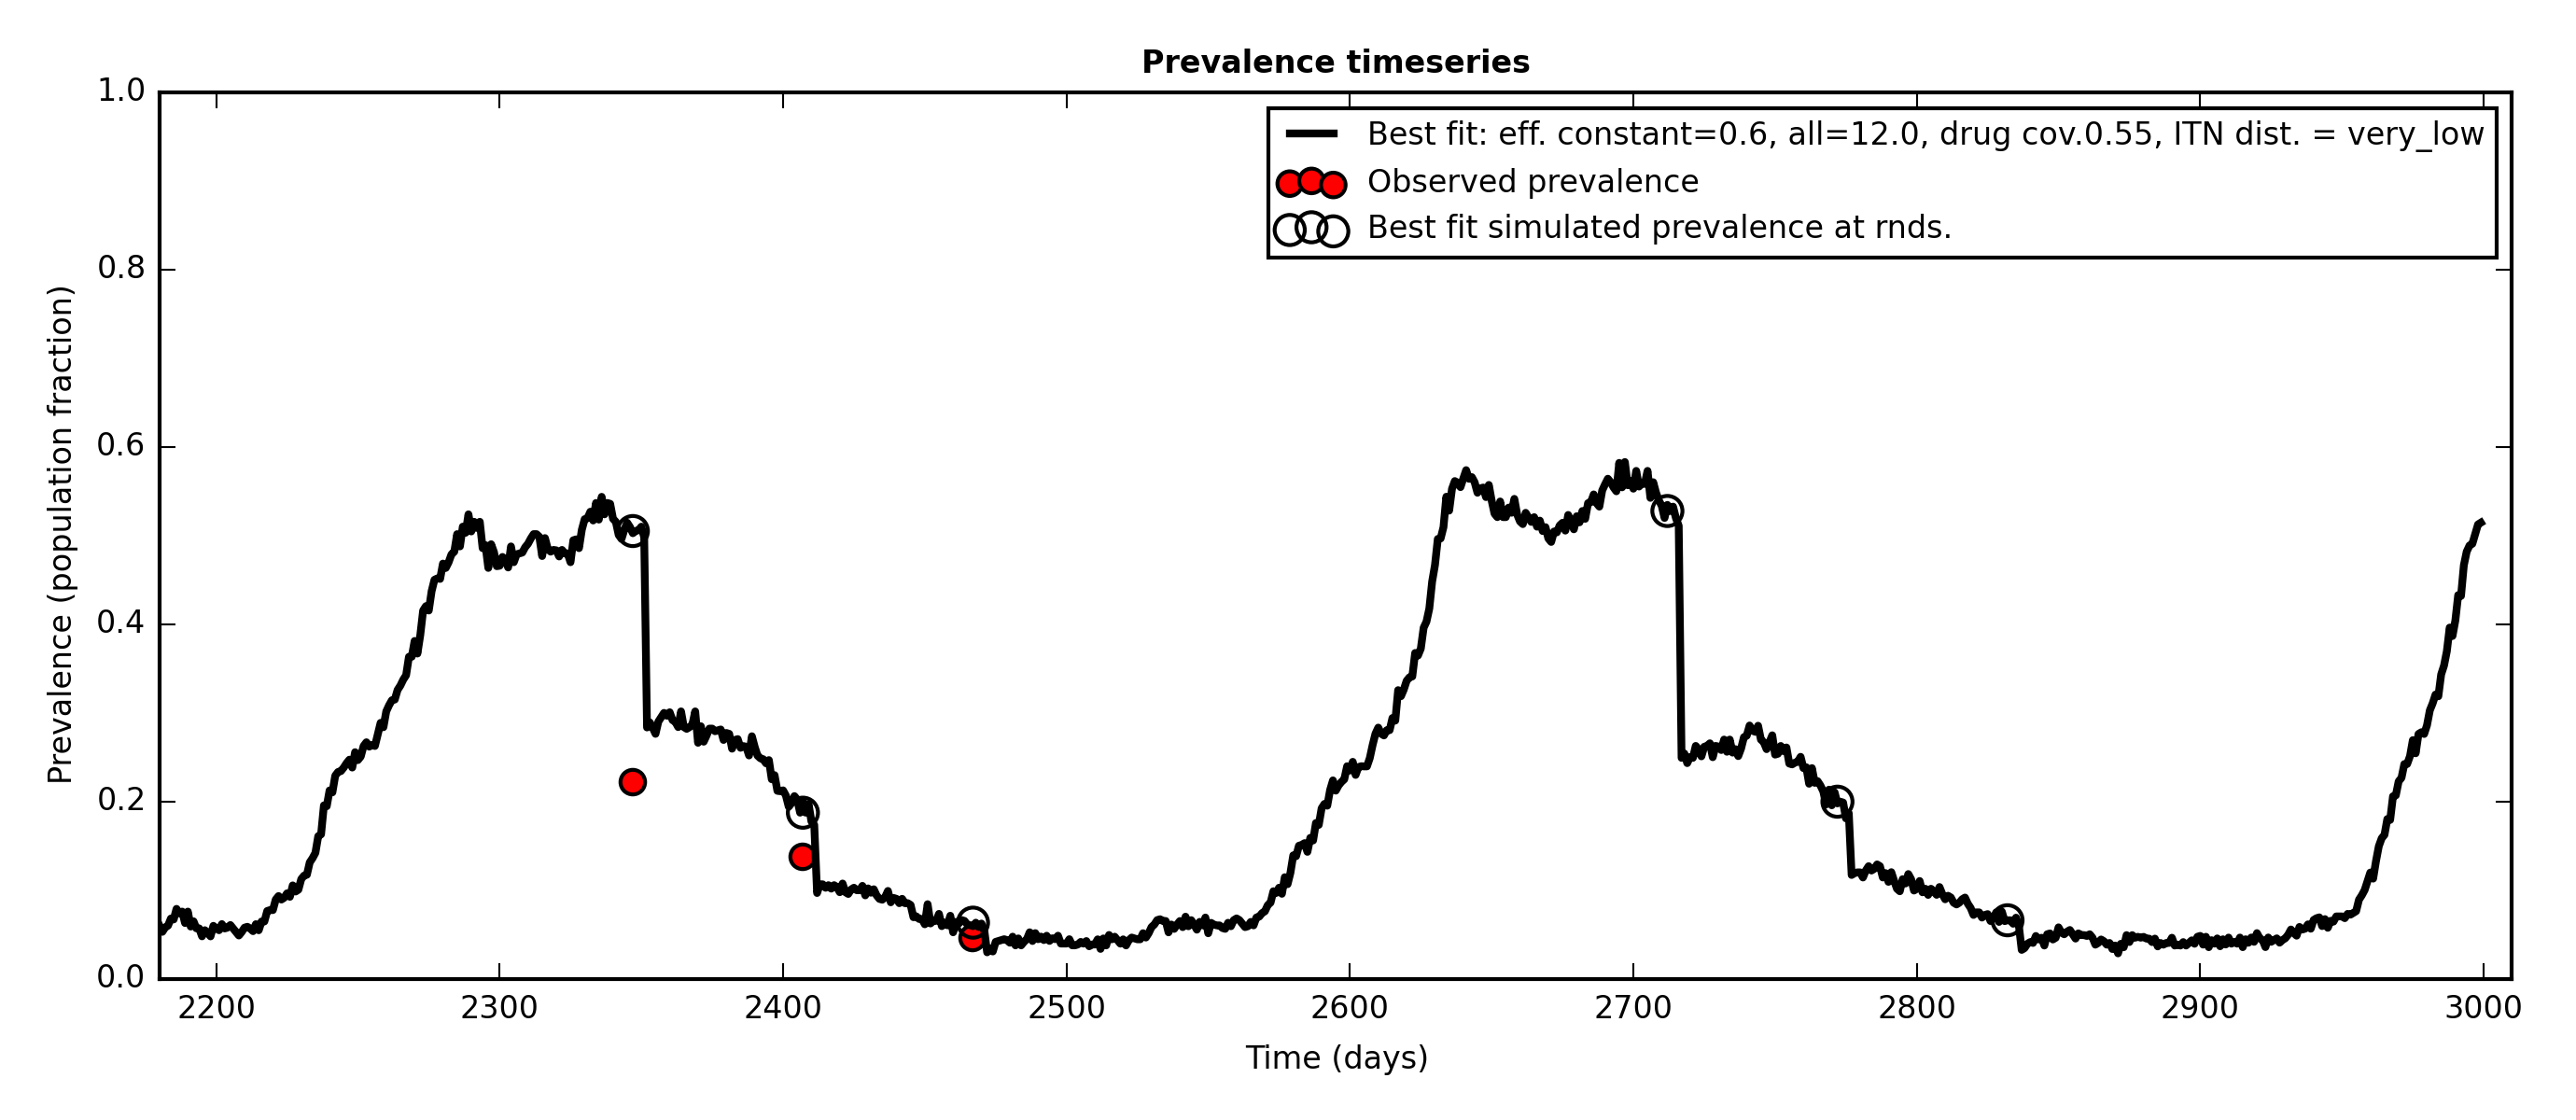 Prevalence timeseries
1.0
0.8
0.6
0.4
0.2
0.0
Prevalence (population fraction)
Best fit: eff. constant=0.6, all=12.0, drug cov.0.55, ITN dist. = very_low
Observed prevalence
Best fit simulated prevalence at rnds.
2200 2300 2400 2500 2600 2700 2800 2900 3000
Time (days)